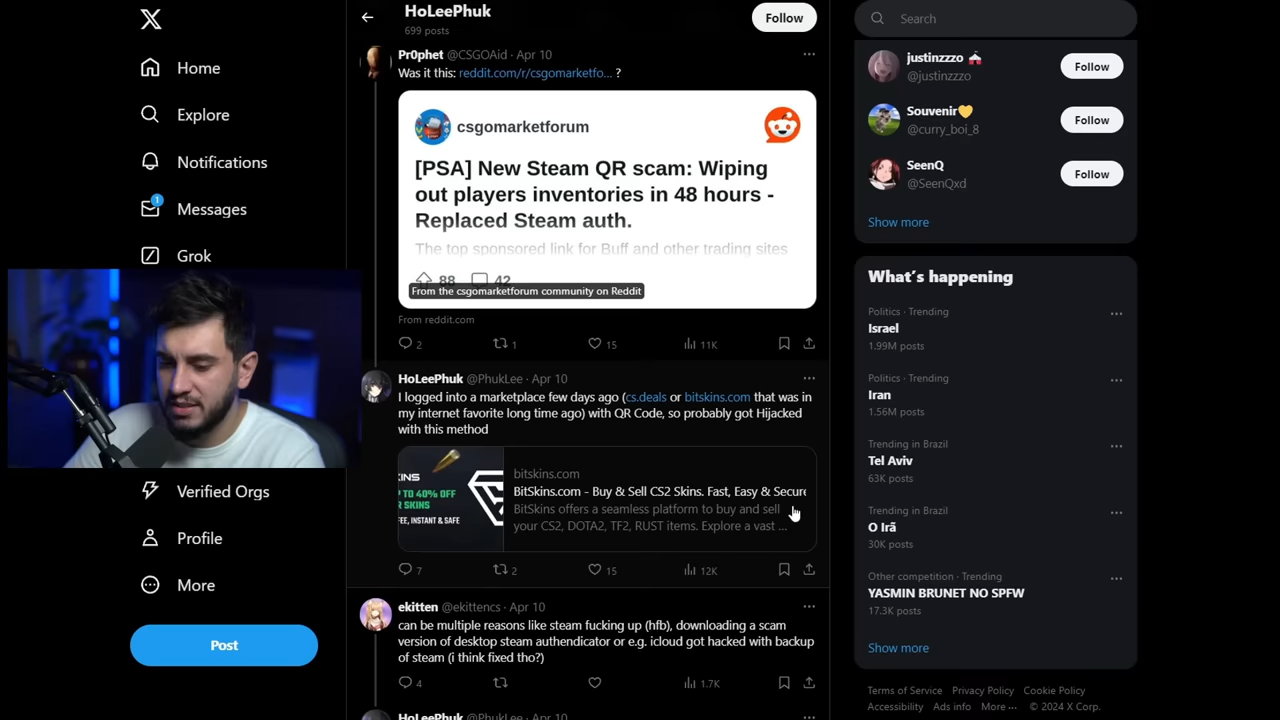 Home
Explore
Notifications
1
Messages
Grok
Verified Orgs
Profile
More
Post
HoLeePhuk
699 posts
Follow
Pr0phet @CSGOAid · Apr 10
Was it this: reddit.com/r/csgomarketfo... ?
csgomarketforum
[PSA] New Steam QR scam: Wiping
out players inventories in 48 hours -
Replaced Steam auth.
The top sponsored link for Buff and other trading sites
88 42
From the csgomarketforum community on Reddit
From reddit.com
2 1 15 11K
HoLeePhuk @PhukLee · Apr 10
I logged into a marketplace few days ago (cs.deals or bitskins.com that was in
my internet favorite long time ago) with QR Code, so probably got Hijacked
with this method
INS
P TO 40% OFF
R SKINS
FEE, INSTANT & SAFE
bitskins.com
BitSkins.com - Buy & Sell CS2 Skins. Fast, Easy & Secure
BitSkins offers a seamless platform to buy and sell
your CS2, DOTA2, TF2, RUST items. Explore a vast ...
7 2 15 12K
ekitten @ekittencs · Apr 10
can be multiple reasons like steam fucking up (hfb), downloading a scam
version of desktop steam authendicator or e.g. icloud got hacked with backup
of steam (i think fixed tho?)
4 1.7K
HoLeePhuk @PhukLee · Apr 10
Search
justinzzzo
@justinzzzo
Follow
Souvenir💛
@curry_boi_8
Follow
SeenQ
@SeenQxd
Follow
Show more
What's happening
Politics · Trending
Israel
1.99M posts
Politics · Trending
Iran
1.56M posts
Trending in Brazil
Tel Aviv
63K posts
Trending in Brazil
O Irã
30K posts
Other competition · Trending
YASMIN BRUNET NO SPFW
17.3K posts
Show more
Terms of Service Privacy Policy Cookie Policy
Accessibility Ads info More ··· © 2024 X Corp.